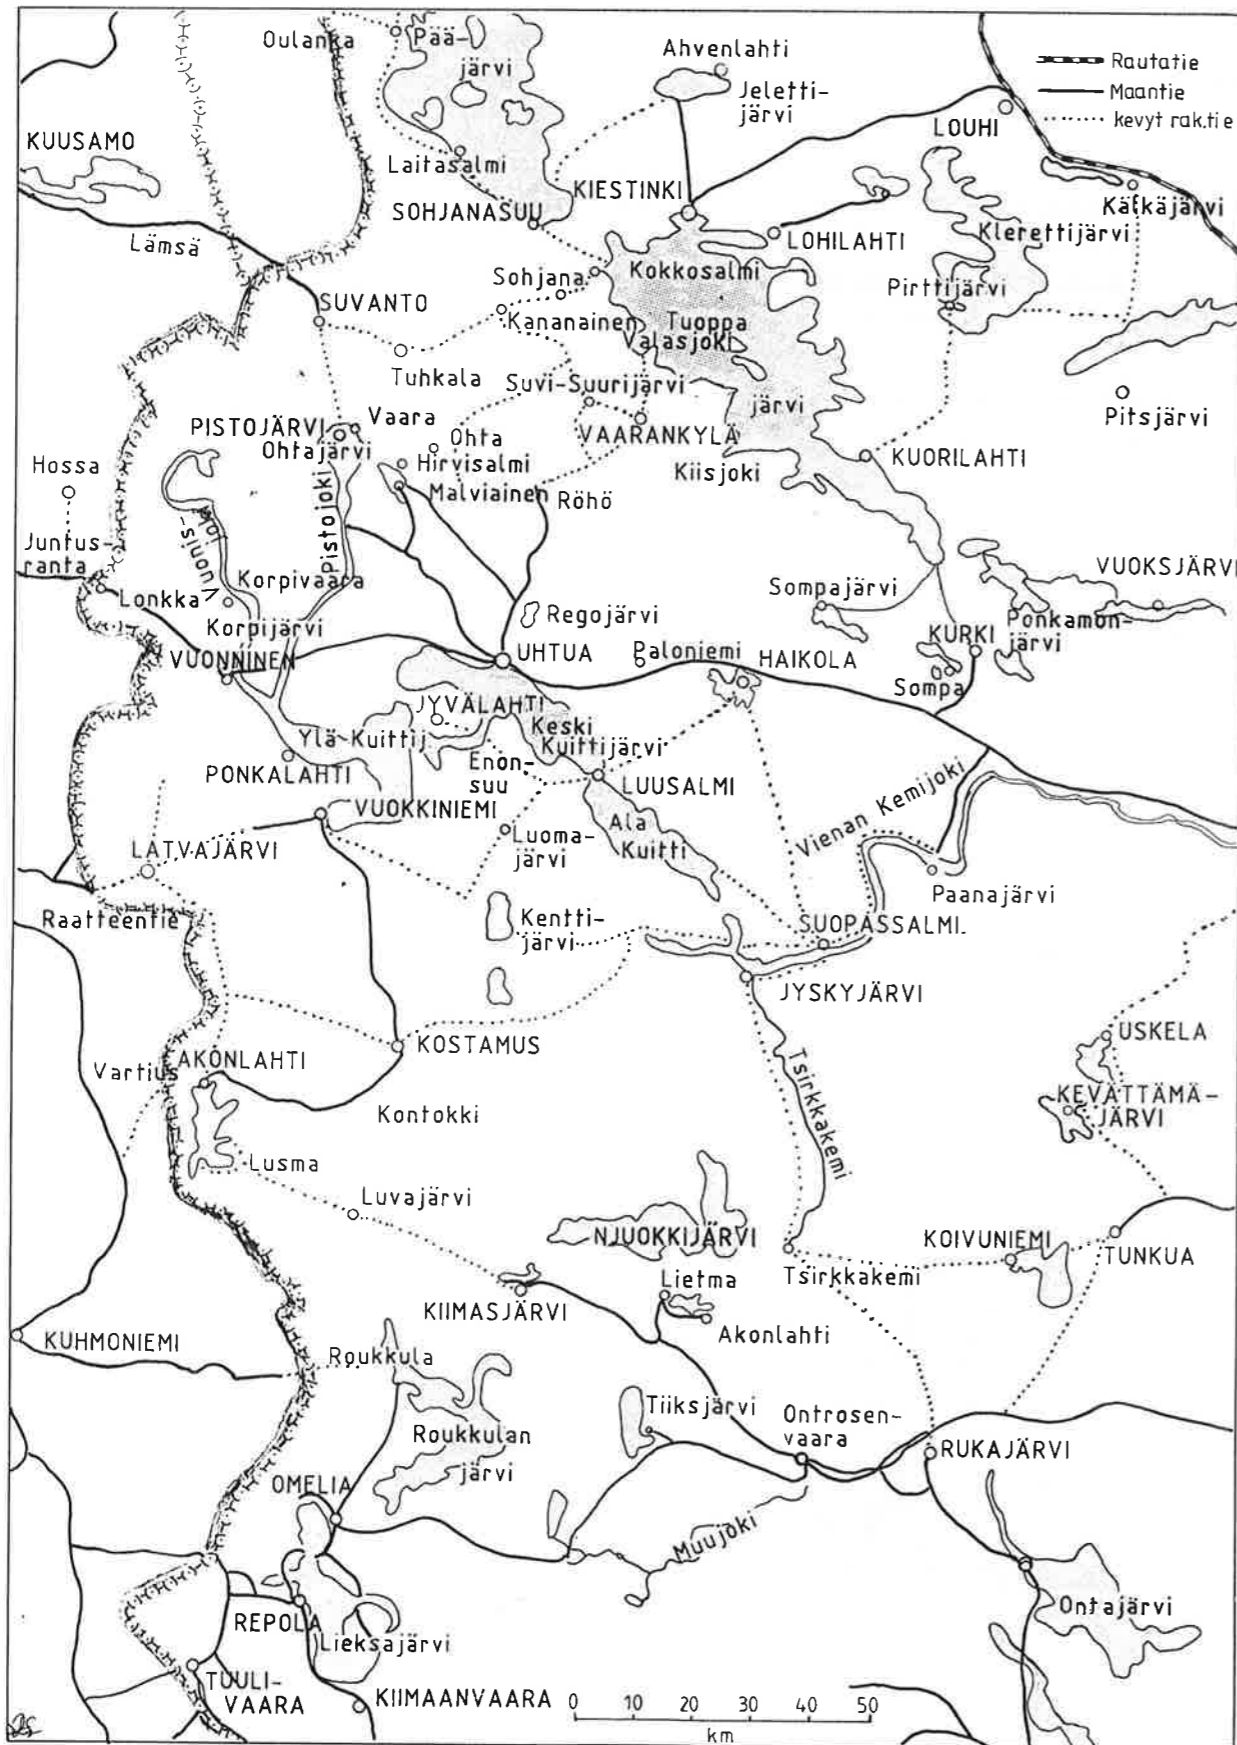 Oulanka
Pää-
järvi
Ahvenlahti
Jeletti-
järvi
Rautatie
Maantie
kevyt rak.tie
KUUSAMO
LOUHI
Laitasalmi
KIESTINKI
Kätkäjärvi
SOHJANASUU
LOHILAHTI
Klerettijärvi
Lämsä
Sohjana
Kokkosalmi
Pirttijärvi
SUVANTO
Kananainen
Tuoppa
Valasjoki
Tuhkala
Suvi-Suurijärvi
järvi
Pitsjärvi
PISTOJÄRVI
Vaara
VAARANKYLÄ
Ohtajärvi
Ohta
Hirvisalmi
Hossa
Kiisjoki
KUORILAHTI
Malviainen
Röhö
Vuonis-
joki
Pistojoki
Juntus-
ranta
VUOKSJÄRVI
Korpivaara
Sompajärvi
Lonkka
Regojärvi
Ponkamon-
järvi
Korpijärvi
KURKI
VUONNINEN
UHTUA
Paloniemi
HAIKOLA
Sompa
JYVÄLAHTI
Keski
Kuittijärvi
Ylä-Kuittij
Enon-
suu
PONKALAHTI
LUUSALMI
Vienan Kemijoki
VUOKKINIEMI
Ala
Kuitti
Luoma-
järvi
LATVAJÄRVI
Paanajärvi
Raatteentie
Kentti-
järvi
SUOPASSALMI
JYSKYJÄRVI
KOSTAMUS
USKELA
Vartius
AKONLAHTI
Tsirkkakemi
KEVÄTTÄMÄ-
JÄRVI
Kontokki
Lusma
Luvajärvi
NJUOKKIJÄRVI
KOIVUNIEMI
TUNKUA
Tsirkkakemi
Lietma
KIIMASJÄRVI
Akonlahti
KUHMONIEMI
Roukkula
Tiiksjärvi
Ontrosen-
vaara
Roukkulan
järvi
RUKAJÄRVI
OMELIA
Muujoki
REPOLA
Lieksajärvi
Ontajärvi
TUULI-
VAARA
KIIMAANVAARA
0 10 20 30 40 50
km